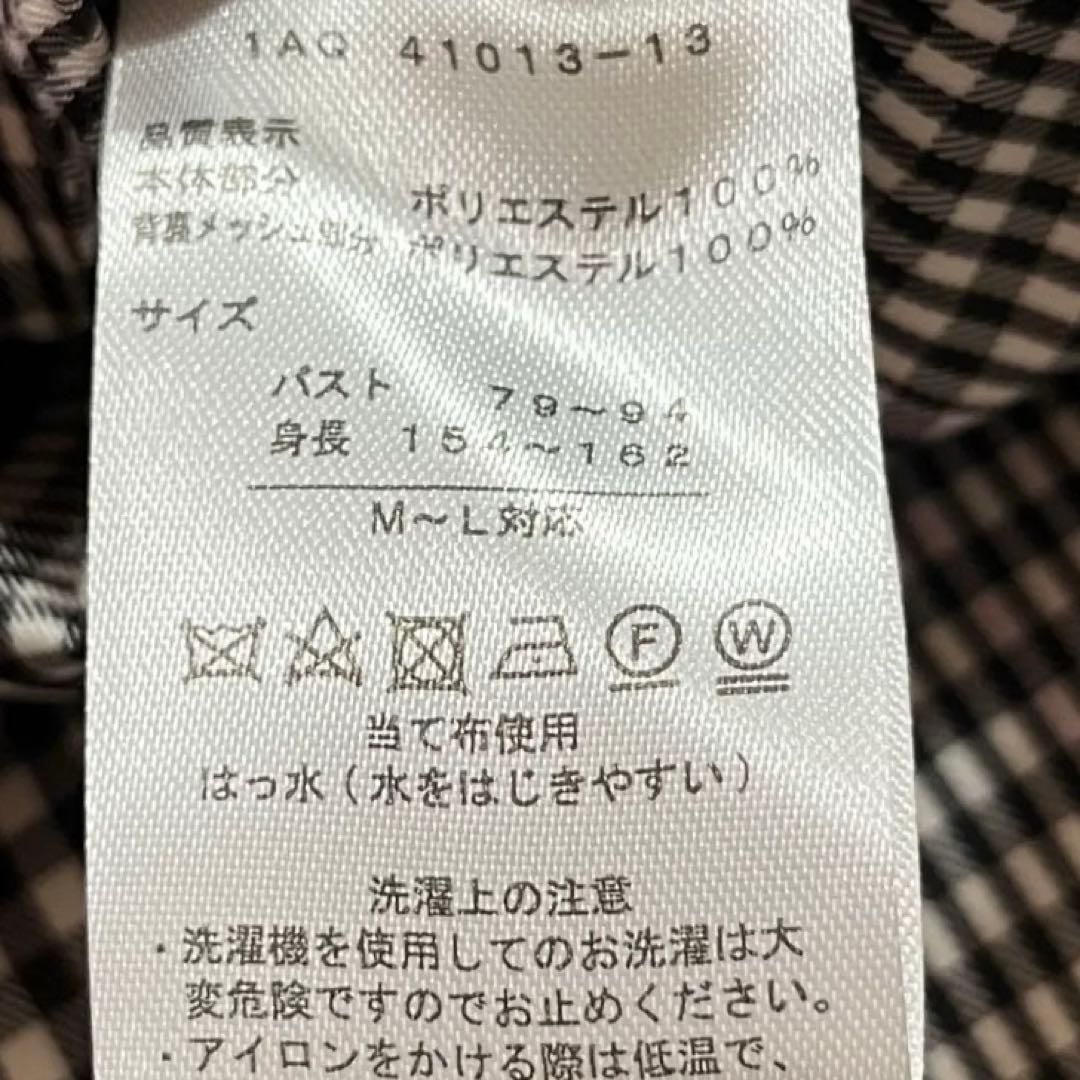 1AQ 41013-13
品質表示
本体部分 ポリエステル100%
背裏メッシュ部分 ポリエステル100%
サイズ
バスト 79～94
身長 154～162
M～L対応
F W
当て布使用
はっ水(水をはじきやすい)
洗濯上の注意
・洗濯機を使用してのお洗濯は大
変危険ですのでお止めください。
・アイロンをかける際は低温で、